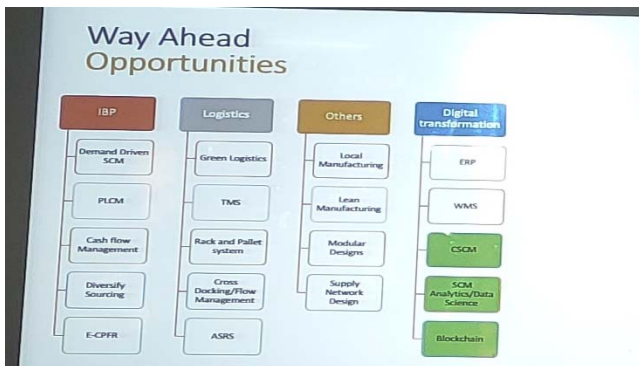 Way Ahead
Opportunities
IBP
Demand Driven
SCM
PLCM
Cash flow
Management
Diversify
Sourcing
E-CPFR
Logistics
Green Logistics
TMS
Rack and Pallet
system
Cross
Docking/Flow
Management
ASRS
Others
Local
Manufacturing
Lean
Manufacturing
Modular
Designs
Supply
Network
Design
Digital
transformation
ERP
WMS
CSCM
SCM
Analytics/Data
Science
Blockchain